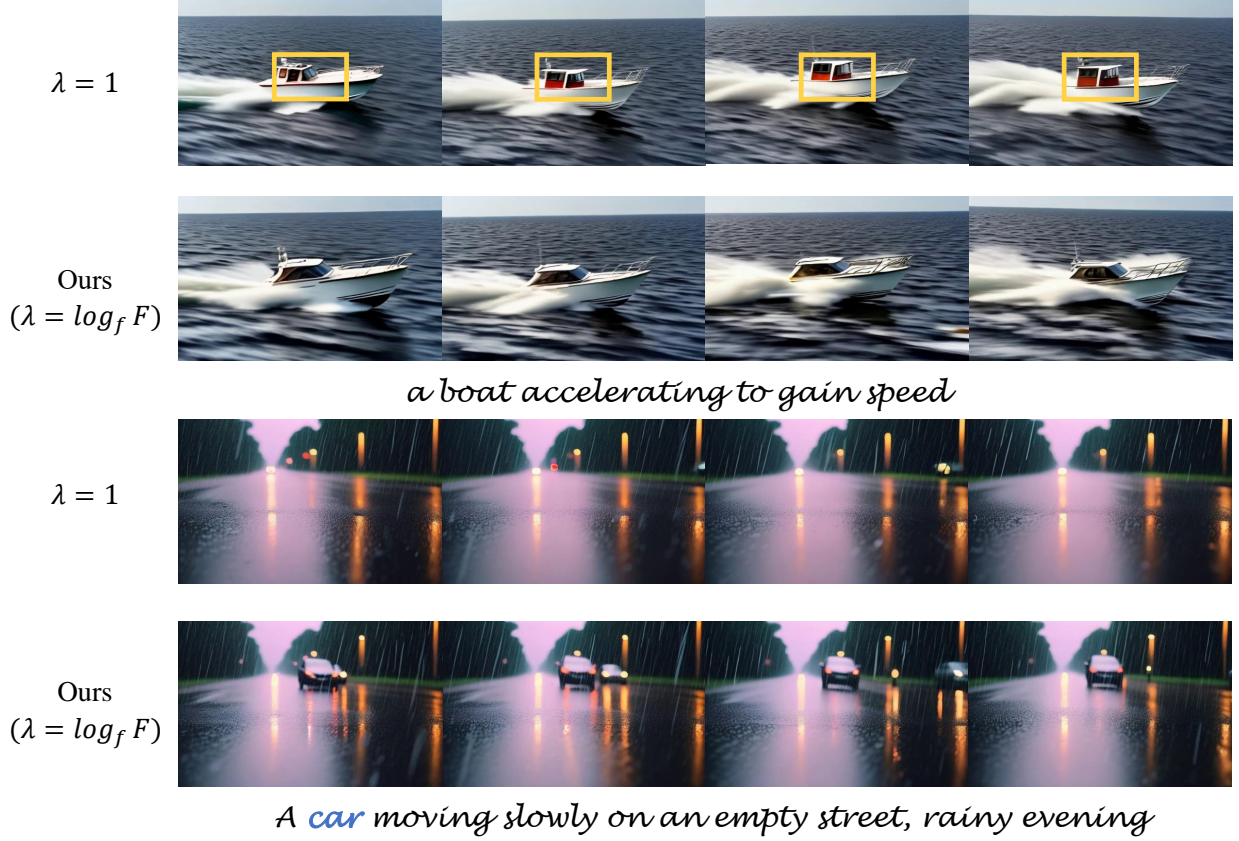 λ = 1
Ours
(λ = log_f F)
a boat accelerating to gain speed
λ = 1
Ours
(λ = log_f F)
A car moving slowly on an empty street, rainy evening